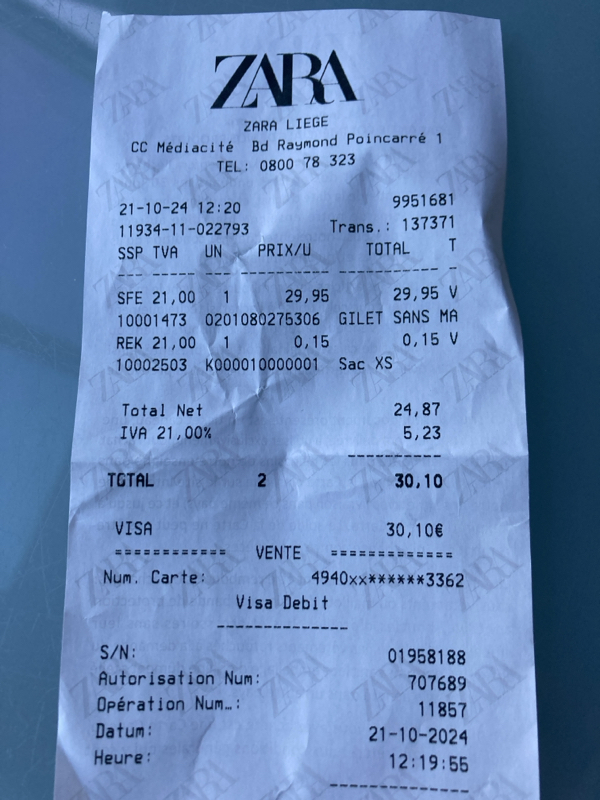 ZARA
ZARA LIEGE
CC Médiacité Bd Raymond Poincarré 1
TEL: 0800 78 323
9951681
21-10-24 12:20
11934-11-022793 Trans.: 137371
SSP TVA UN PRIX/U TOTAL T
SFE 21,00 1 29,95 29,95 V
10001473 0201080275306 GILET SANS MA
REK 21,00 1 0,15 0,15 V
10002503 K000010000001 Sac XS
Total Net 24,87
IVA 21,00% 5,23
TOTAL 2 30,10
VISA 30,10€
============ VENTE =============
Num. Carte: 4940xx******3362
Visa Debit
S/N: 01958188
Autorisation Num: 707689
Opération Num…: 11857
Datum: 21-10-2024
Heure: 12:19:55